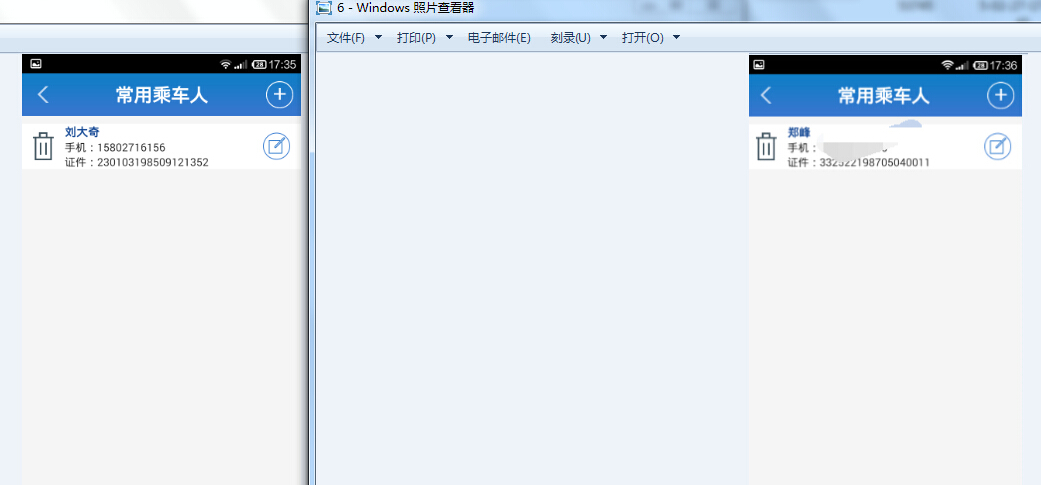 6 - Windows 照片查看器
文件(F) 打印(P) 电子邮件(E) 刻录(U) 打开(O)
17:35
常用乘车人
刘大奇
手机：15802716156
证件：230103198509121352
28 17:36
常用乘车人
郑峰
手机：
证件：332522198705040011